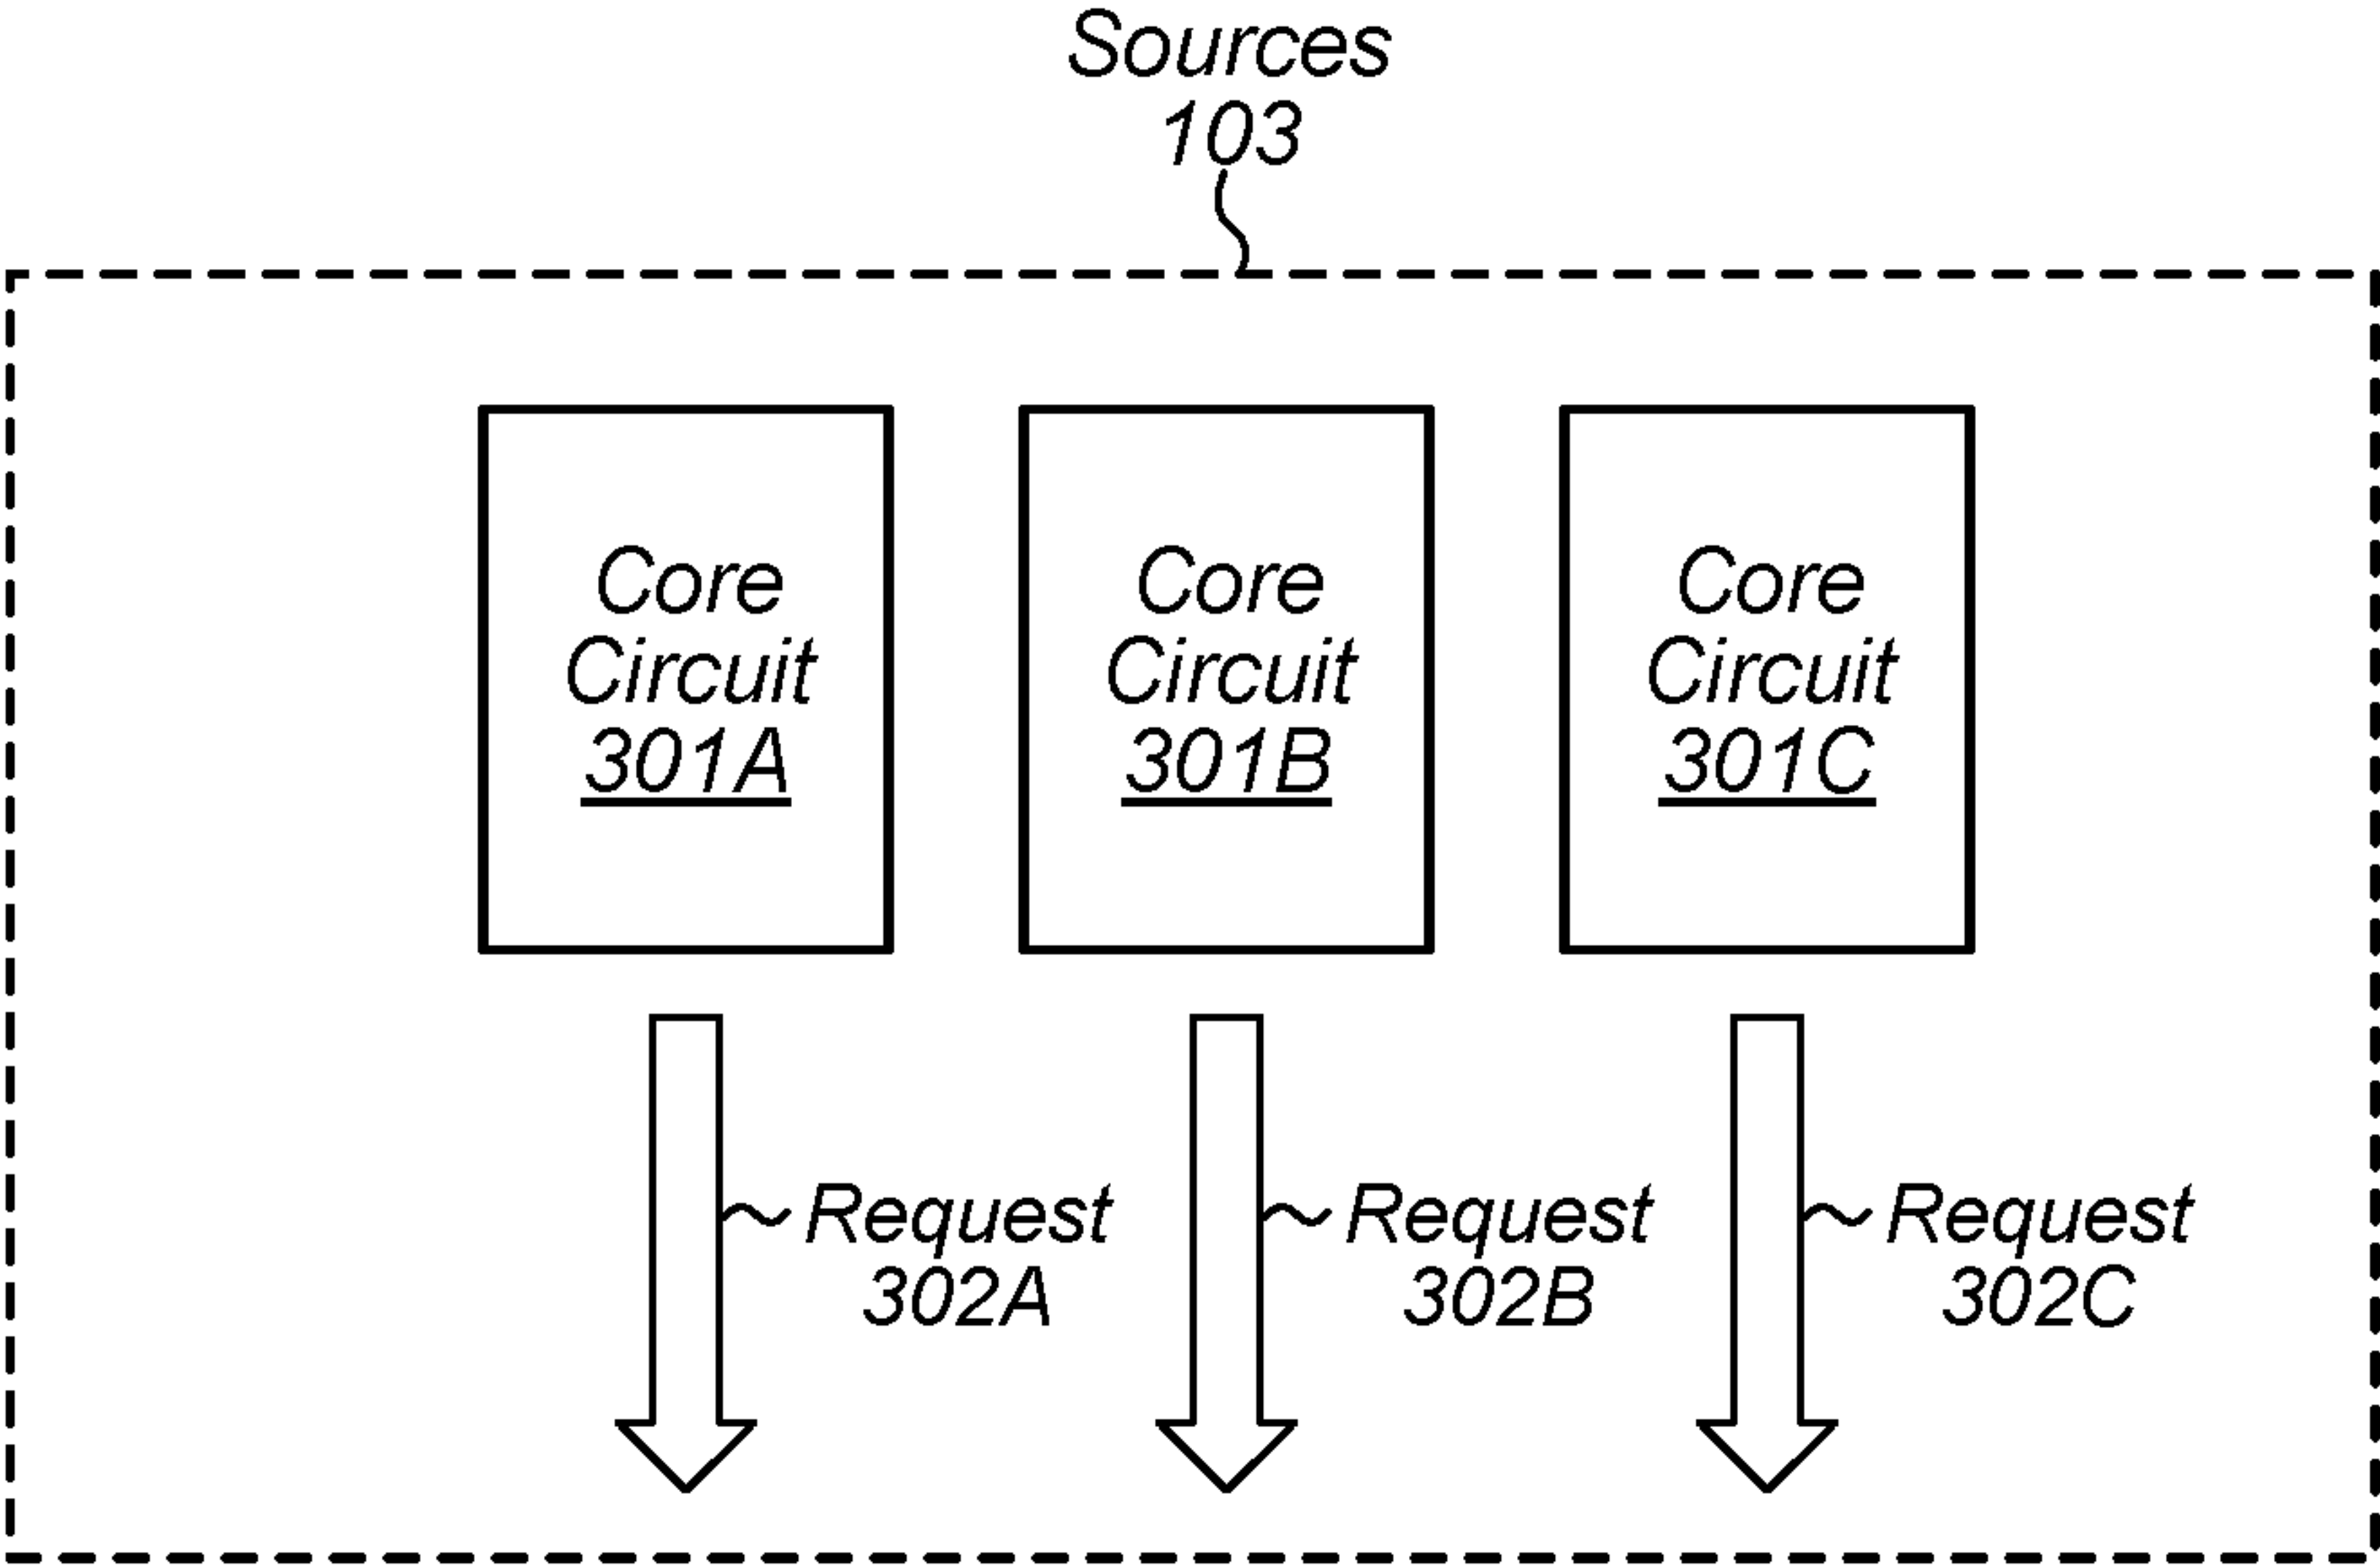 Sources
103
Core
Circuit
301A
Core
Circuit
301B
Core
Circuit
301C
Request
302A
Request
302B
Request
302C